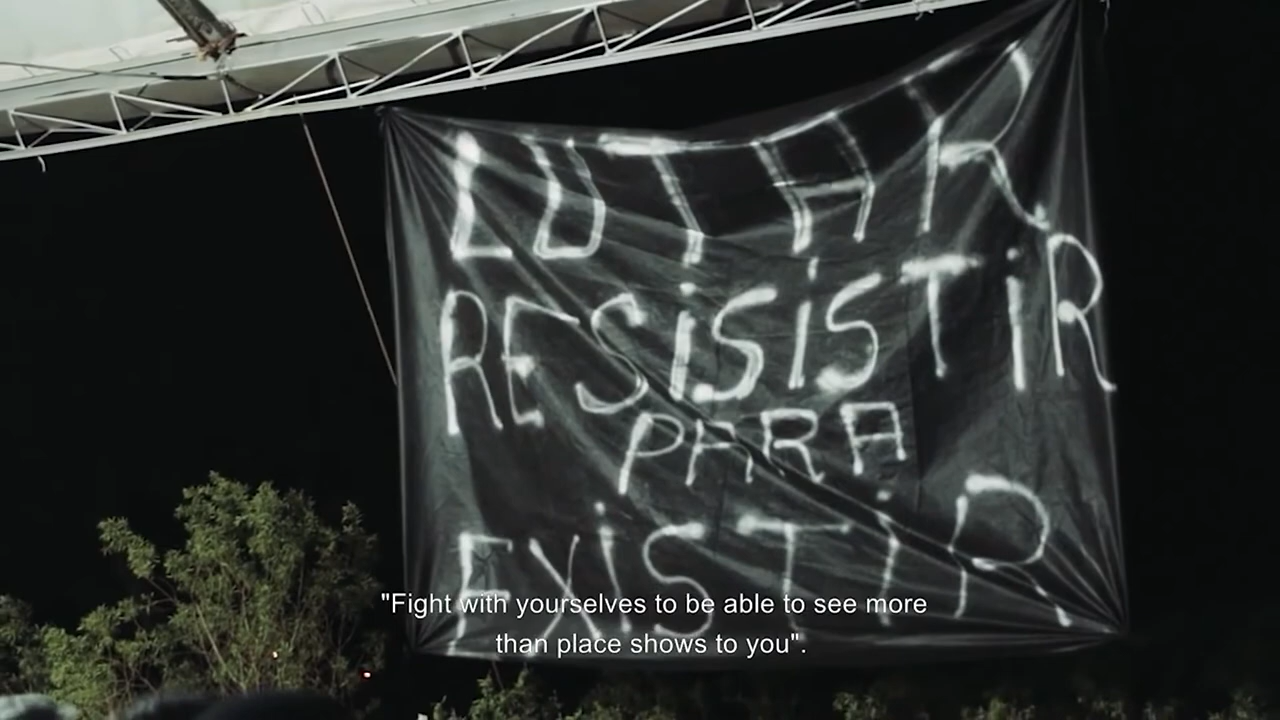 LUTAR
RESISISTIR
PARA
EXiSTiR
"Fight with yourselves to be able to see more
than place shows to you".